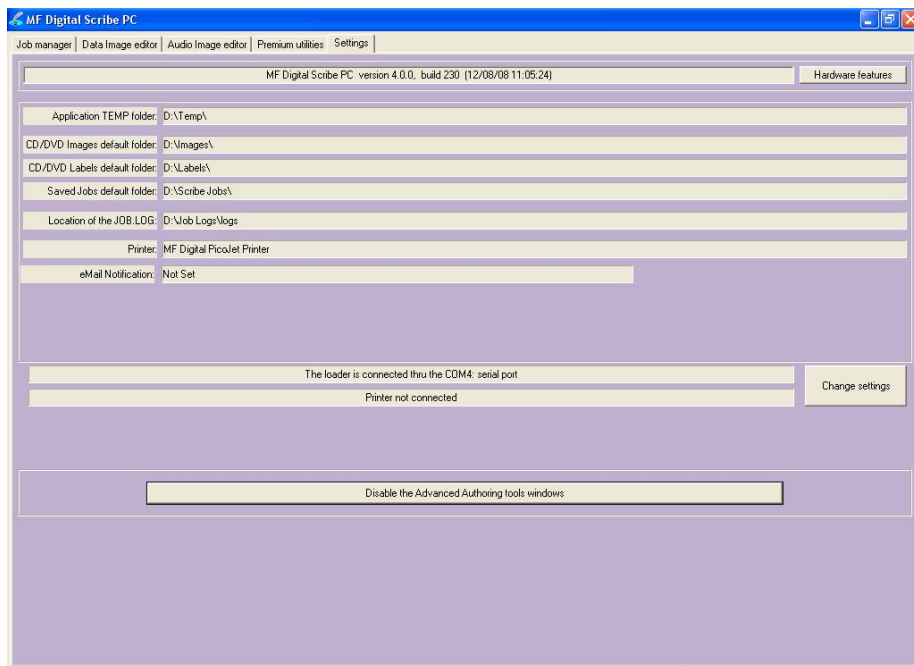 MF Digital Scribe PC
Job manager Data Image editor Audio Image editor Premium utilities Settings
MF Digital Scribe PC version 4.0.0, build 230 (12/08/08 11:05:24) Hardware features
Application TEMP folder: D:\Temp\
CD/DVD Images default folder: D:\Images\
CD/DVD Labels default folder: D:\Labels\
Saved Jobs default folder: D:\Scribe Jobs\
Location of the JOB.LOG: D:\Job Logs\logs
Printer: MF Digital PicoJet Printer
eMail Notification: Not Set
The loader is connected thru the COM4: serial port
Change settings
Printer not connected
Disable the Advanced Authoring tools windows